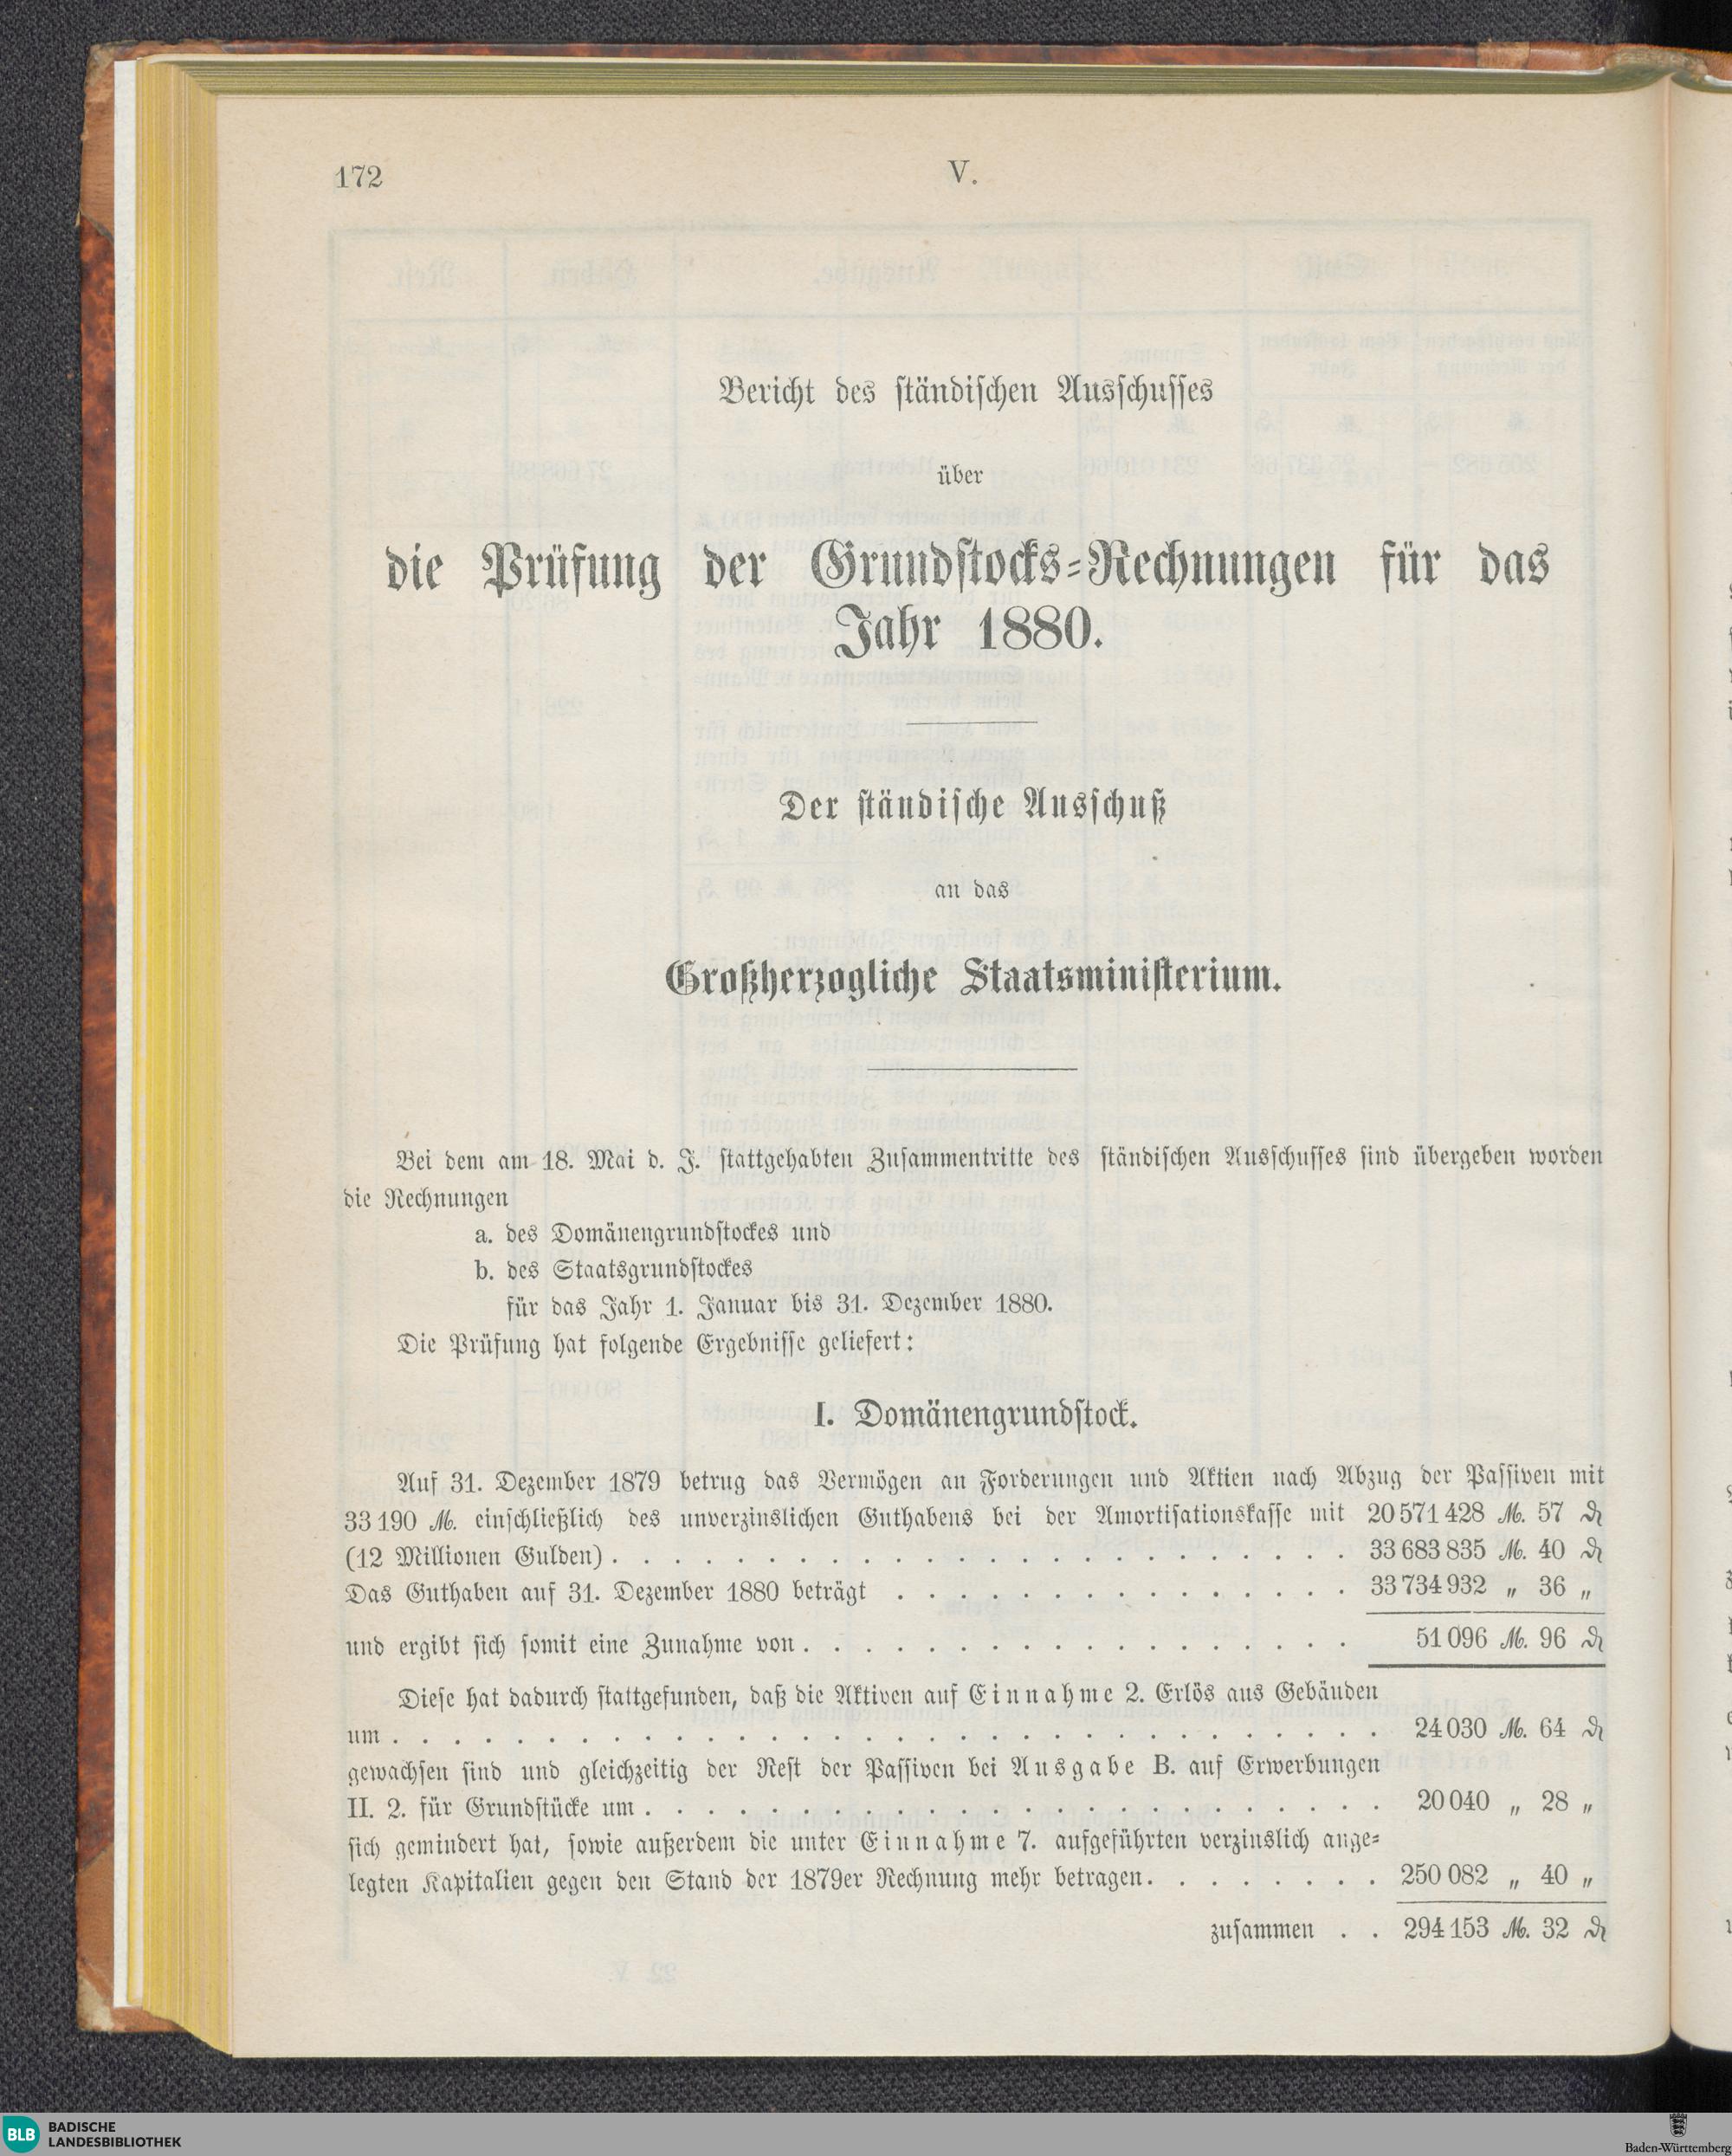 172
V.
Bericht des ständischen Ausschusses
über
die Prüfung der Grundstocks-Rechnungen für das
Jahr 1880.
Der ständische Ausschuß
an das
Großherzogliche Staatsministerium.
Bei dem am 18. Mai d. J. stattgehabten Zusammentritte des ständischen Ausschusses sind übergeben worden
die Rechnungen
a. des Domänengrundstockes und
b. des Staatsgrundstockes
für das Jahr 1. Januar bis 31. Dezember 1880.
Die Prüfung hat folgende Ergebnisse geliefert:
I. Domänengrundstock.
Auf 31. Dezember 1879 betrug das Vermögen an Forderungen und Aktien nach Abzug der Passiven mit
33 190 ℳ. einschließlich des unverzinslichen Guthabens bei der Amortisationskasse mit 20 571 428 ℳ. 57 ₰
(12 Millionen Gulden) . . . . . . . . . . . . . . . . . . . . . . . . 33 683 835 ℳ. 40 ₰
Das Guthaben auf 31. Dezember 1880 beträgt . . . . . . . . . . . . . . . 33 734 932 „ 36 „
und ergibt sich somit eine Zunahme von . . . . . . . . . . . . . . . . . . 51 096 ℳ. 96 ₰
Diese hat dadurch stattgefunden, daß die Aktiven auf Einnahme 2. Erlös aus Gebäuden
um . . . . . . . . . . . . . . . . . . . . . . . . . . . . . . . . 24 030 ℳ. 64 ₰
gewachsen sind und gleichzeitig der Rest der Passiven bei Ausgabe B. auf Erwerbungen
II. 2. für Grundstücke um . . . . . . . . . . . . . . . . . . . . . . . . 20 040 „ 28 „
sich gemindert hat, sowie außerdem die unter Einnahme 7. aufgeführten verzinslich ange-
legten Kapitalien gegen den Stand der 1879er Rechnung mehr betragen . . . . . . . . 250 082 „ 40 „
zusammen . . 294 153 ℳ. 32 ₰
BLB BADISCHE
LANDESBIBLIOTHEK
Baden-Württemberg